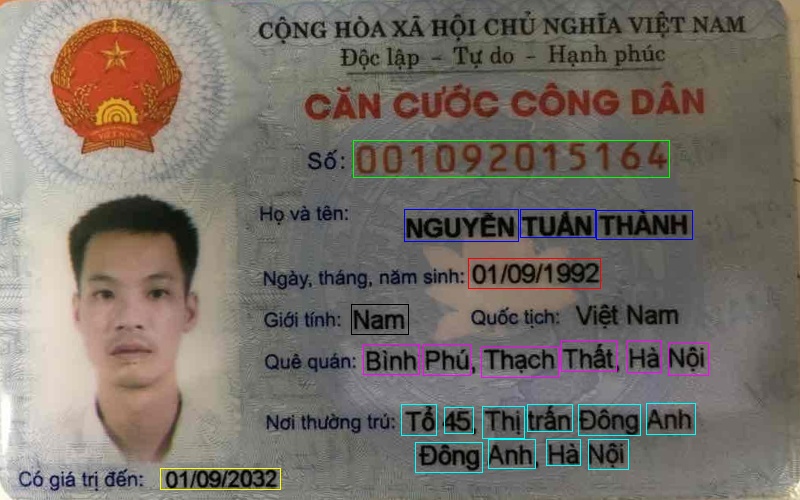 CỘNG HÒA XÃ HỘI CHỦ NGHĨA VIỆT NAM
Độc lập – Tự do – Hạnh phúc
CĂN CƯỚC CÔNG DÂN
Số: 001092015164
Họ và tên: NGUYỄN TUẤN THÀNH
Ngày, tháng, năm sinh: 01/09/1992
Giới tính: Nam Quốc tịch: Việt Nam
Quê quán: Bình Phú, Thạch Thất, Hà Nội
Nơi thường trú: Tổ 45, Thị trấn Đông Anh
Đông Anh, Hà Nội
Có giá trị đến: 01/09/2032